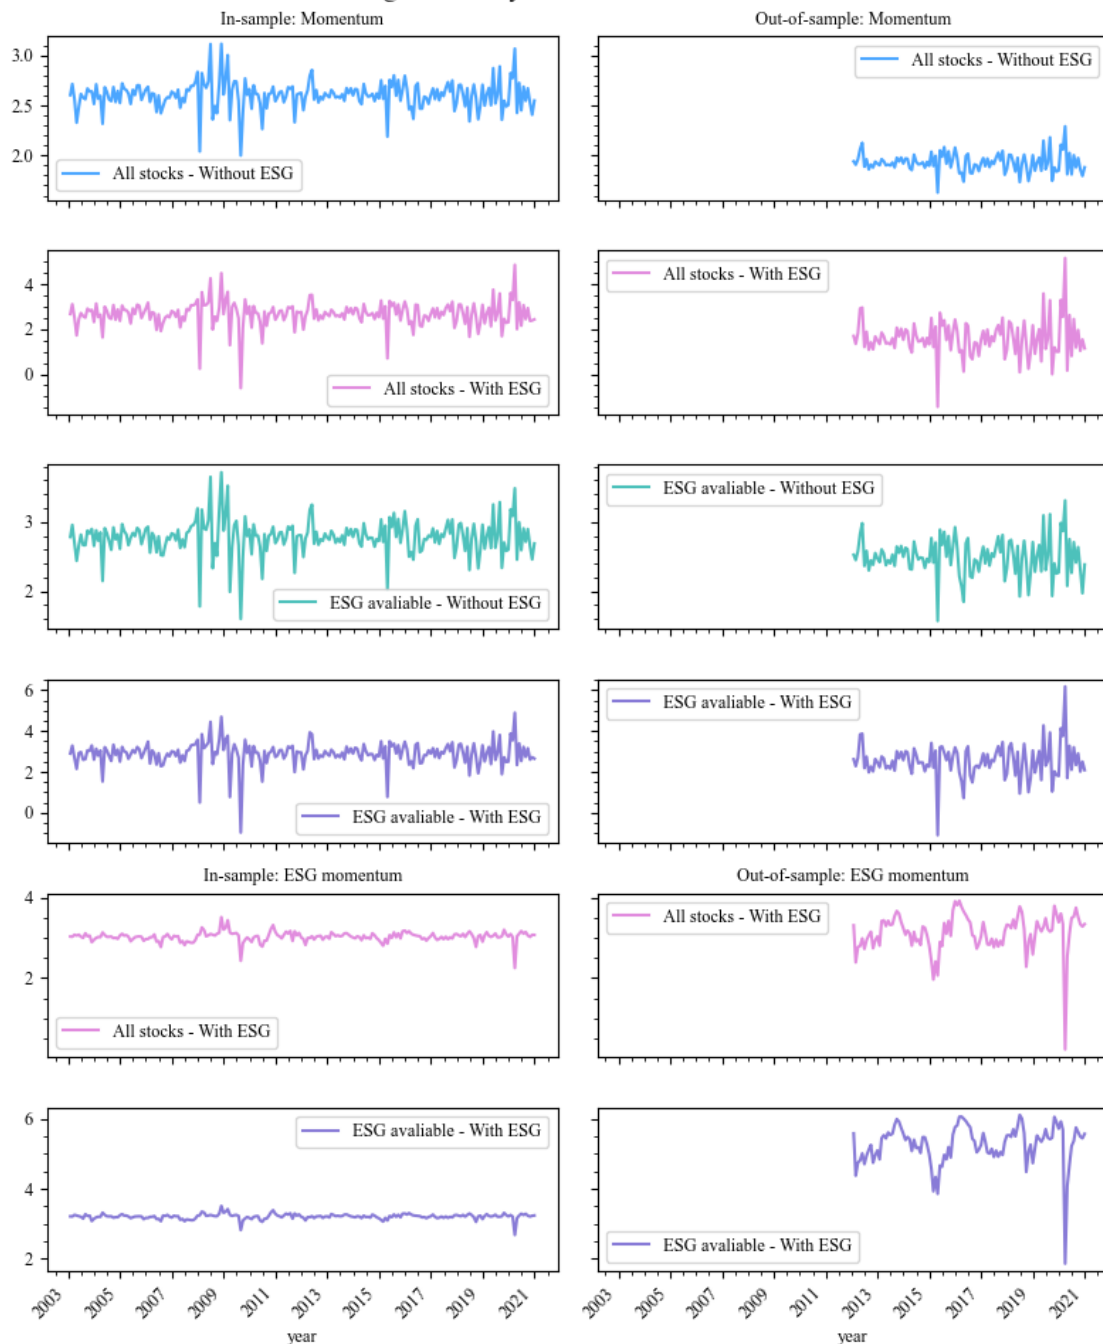 In-sample: Momentum
Out-of-sample: Momentum
3.0
2.5
2.0
All stocks - Without ESG
All stocks - Without ESG
4
2
0
All stocks - With ESG
All stocks - With ESG
3
2
ESG avaliable - Without ESG
ESG avaliable - Without ESG
6
4
2
0
ESG avaliable - With ESG
ESG avaliable - With ESG
In-sample: ESG momentum
Out-of-sample: ESG momentum
4
2
All stocks - With ESG
All stocks - With ESG
6
4
2
ESG avaliable - With ESG
ESG avaliable - With ESG
2003 2005 2007 2009 2011 2013 2015 2017 2019 2021
2003 2005 2007 2009 2011 2013 2015 2017 2019 2021
year
year